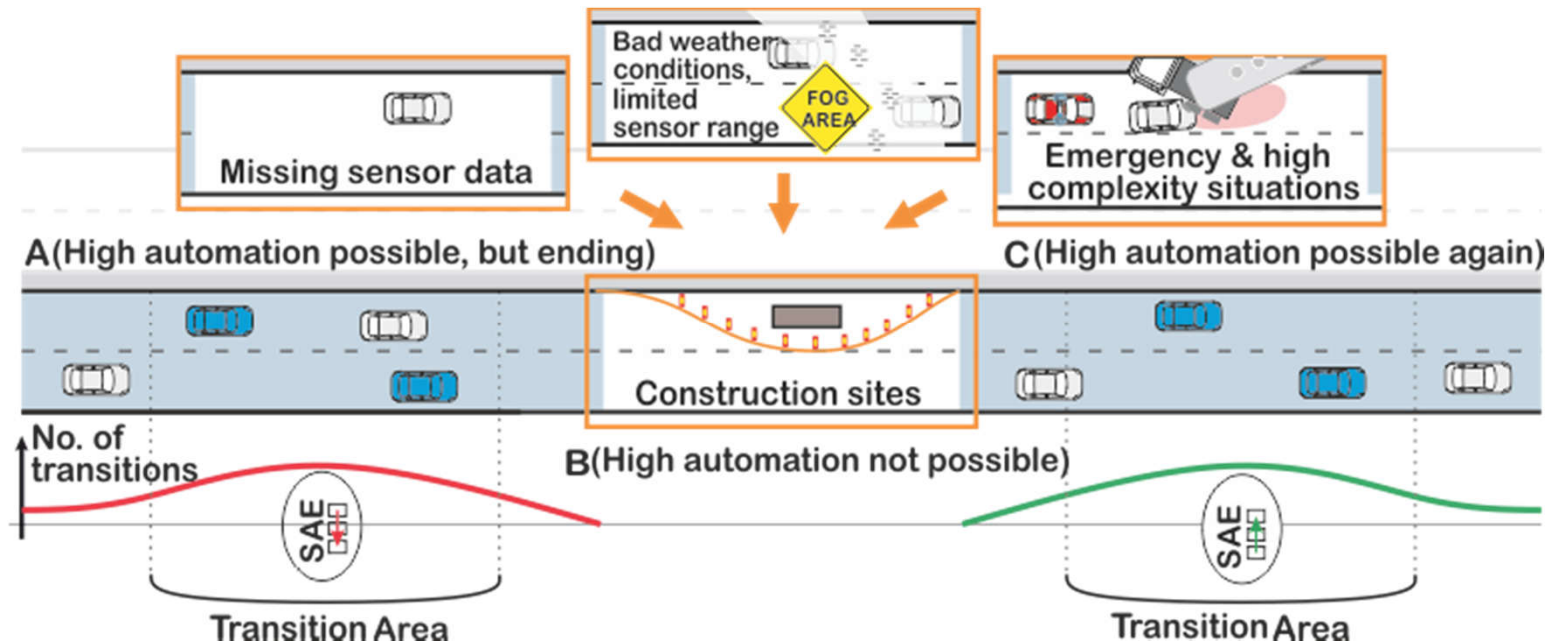 Missing sensor data
Bad weather
conditions,
limited
sensor range
FOG
AREA
Emergency & high
complexity situations
A(High automation possible, but ending)
C(High automation possible again)
Construction sites
B(High automation not possible)
No. of
transitions
SAE
SAE
Transition Area
Transition Area